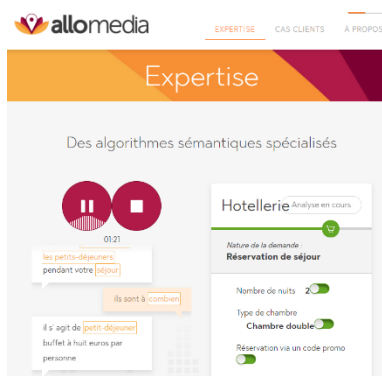 allomedia
EXPERTISE CAS CLIENTS À PROPOS
Expertise
Des algorithmes sémantiques spécialisés
01:21
les petits-déjeuners
pendant votre séjour
ils sont à combien
il s' agit de petit-déjeuner
buffet à huit euros par
personne
Hotellerie Analyse en cours
Nature de la demande :
Réservation de séjour
Nombre de nuits 2
Type de chambre
Chambre double
Réservation via un code promo